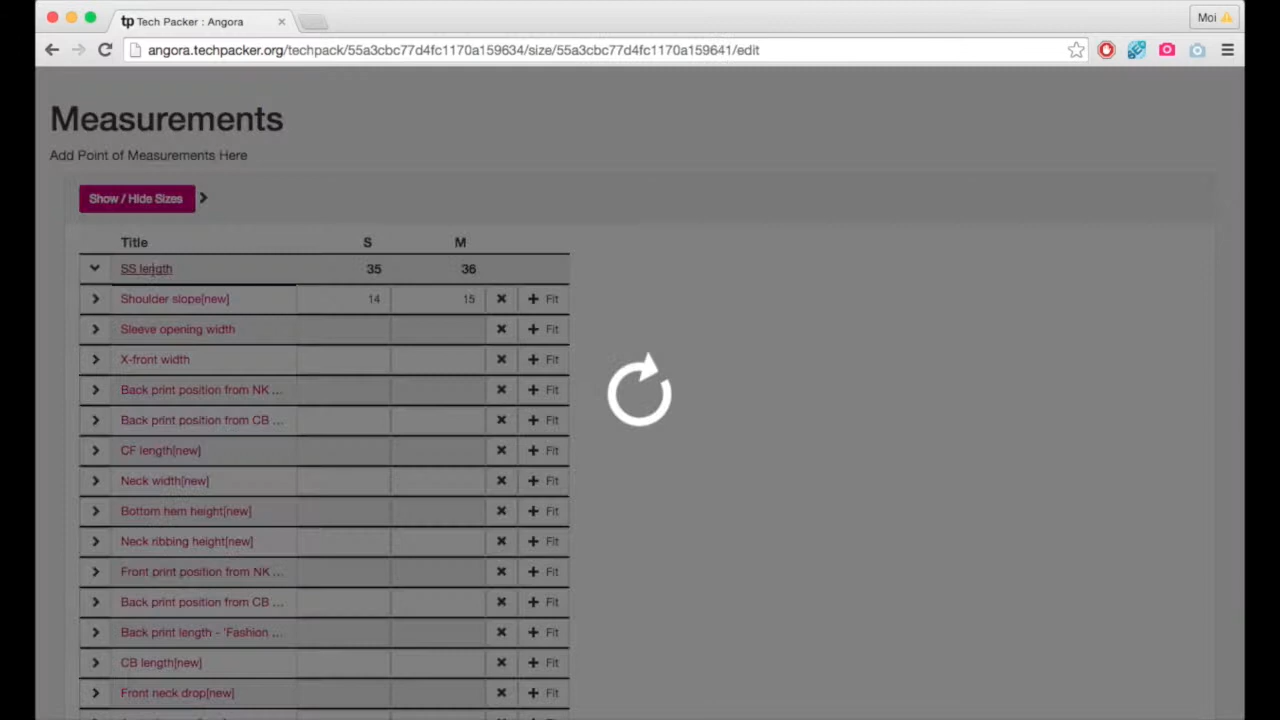 tp Tech Packer : Angora
Moi
angora.techpacker.org/techpack/55a3cbc77d4fc1170a159634/size/55a3cbc77d4fc1170a159641/edit
Measurements
Add Point of Measurements Here
Show / Hide Sizes
Title S M
SS length 35 36
Shoulder slope[new] 14 15 Fit
Sleeve opening width Fit
X-front width Fit
Back print position from NK ... Fit
Back print position from CB ... Fit
CF length[new] Fit
Neck width[new] Fit
Bottom hem height[new] Fit
Neck ribbing height[new] Fit
Front print position from NK ... Fit
Back print position from CB ... Fit
Back print length - 'Fashion ... Fit
CB length[new] Fit
Front neck drop[new] Fit